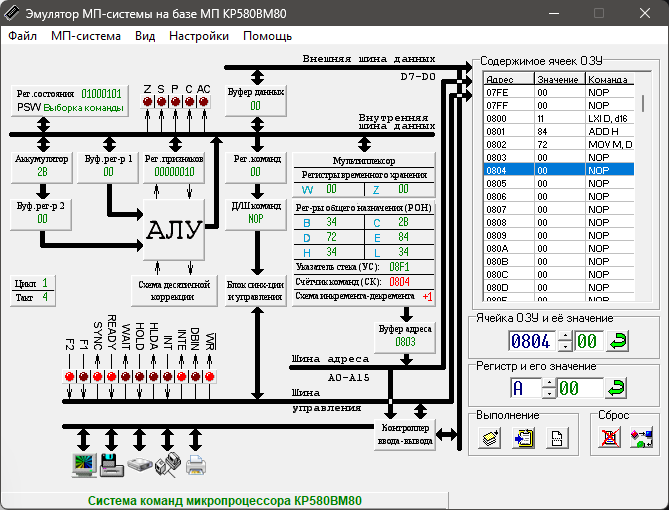 Эмулятор МП-системы на базе МП КР580ВМ80
Файл МП-система Вид Настройки Помощь
Внешняя шина данных
D7-D0
Рег.состояния 01000101
PSW Выборка команды
Z S P C AC
Буфер данных
00
Внутренняя
шина данных
Аккумулятор
2B
Буф.рег-р 1
00
Рег.признаков
00000010
Рег.команд
00
Мультиплексор
Регистры временного хранения
W 00 Z 00
Буф.рег-р 2
00
АЛУ
Д/Шкоманд
NOP
Рег-ры общего назначения (РОН)
B 34 C 2B
D 72 E 84
H 34 L 34
Указатель стека (УС): 08F1
Счётчик команд (СК): 0804
Схема инкремента-декремента +1
Цикл 1
Такт 4
Схема десятичной
коррекции
Блок синх-ции
и управления
Буфер адреса
0803
F2 F1 SYNC READY WAIT HOLD HLDA INT INTE DBIN WR
Шина адреса
A0-A15
Шина
управления
Контроллер
ввода-вывода
Содержимое ячеек ОЗУ
Адрес Значение Команда
07FE 00 NOP
07FF 00 NOP
0800 11 LXI D, d16
0801 84 ADD H
0802 72 MOV M, D
0803 00 NOP
0804 00 NOP
0805 00 NOP
0806 00 NOP
0807 00 NOP
0808 00 NOP
0809 00 NOP
080A 00 NOP
080B 00 NOP
080C 00 NOP
080D 00 NOP
080E 00 NOP
080F 00 NOP
Ячейка ОЗУ и её значение
0804 00
Регистр и его значение
A 00
Выполнение
Сброс
Система команд микропроцессора КР580ВМ80